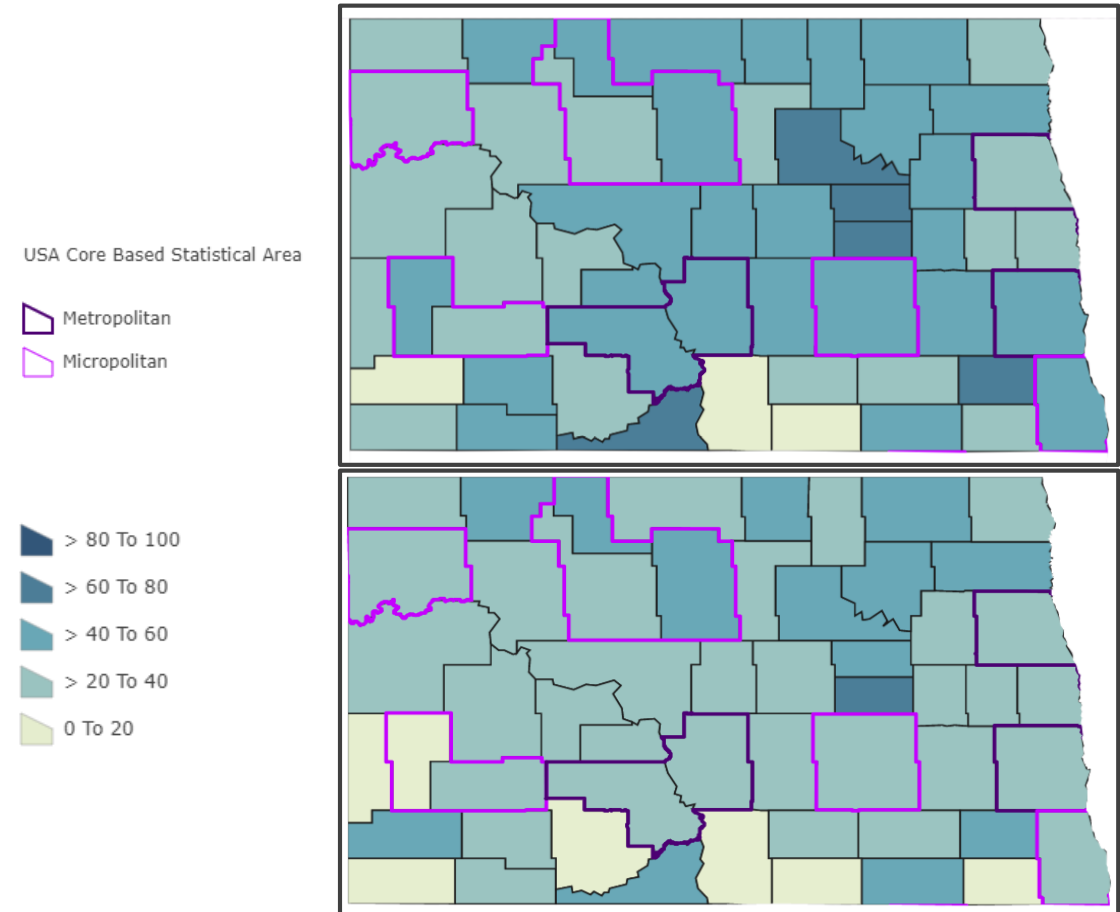 USA Core Based Statistical Area
Metropolitan
Micropolitan
> 80 To 100
> 60 To 80
> 40 To 60
> 20 To 40
0 To 20